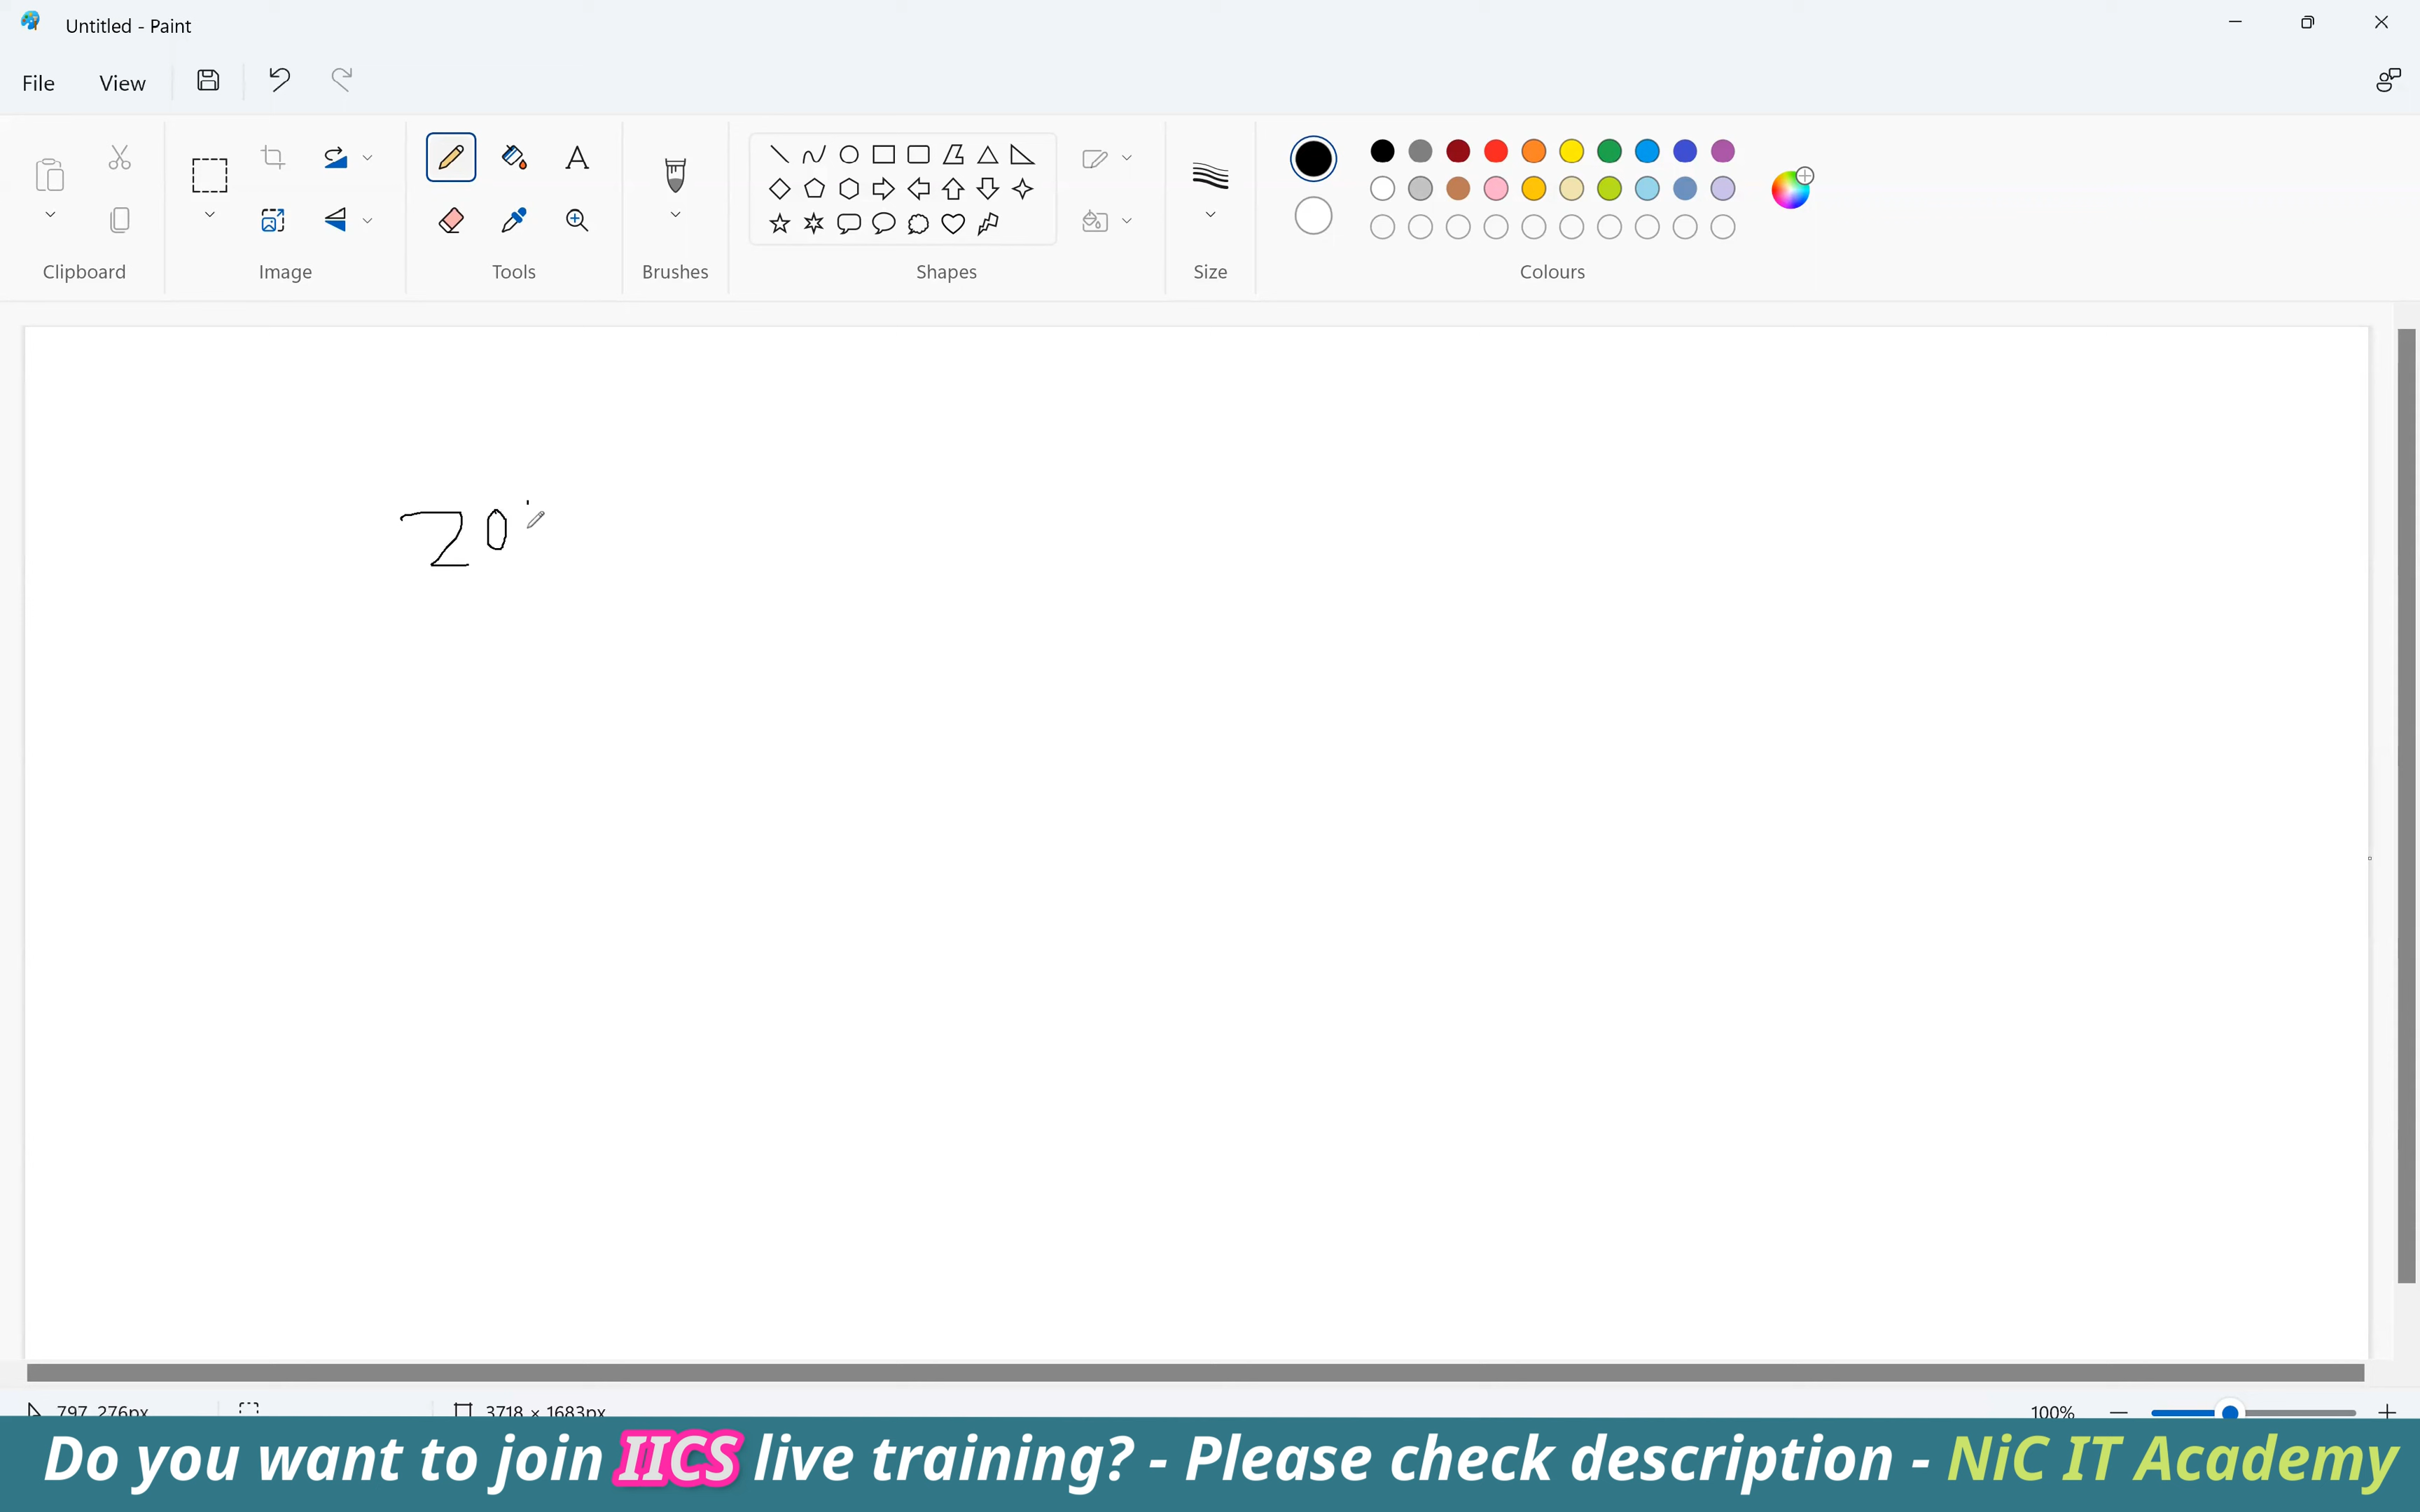 Untitled - Paint
File View
Clipboard Image Tools Brushes Shapes Size Colours
20
797, 276px 3718 × 1683px 100%
Do you want to join IICS live training? - Please check description - NiC IT Academy